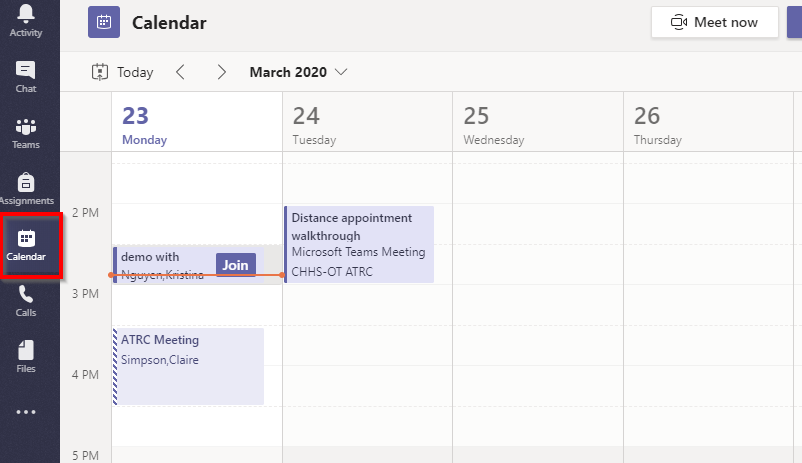 Activity
Chat
Teams
Assignments
Calendar
Calls
Files
Calendar
Meet now
Today
March 2020
23
Monday
24
Tuesday
25
Wednesday
26
Thursday
2 PM
3 PM
4 PM
5 PM
demo with
Nguyen,Kristina
Join
ATRC Meeting
Simpson,Claire
Distance appointment
walkthrough
Microsoft Teams Meeting
CHHS-OT ATRC